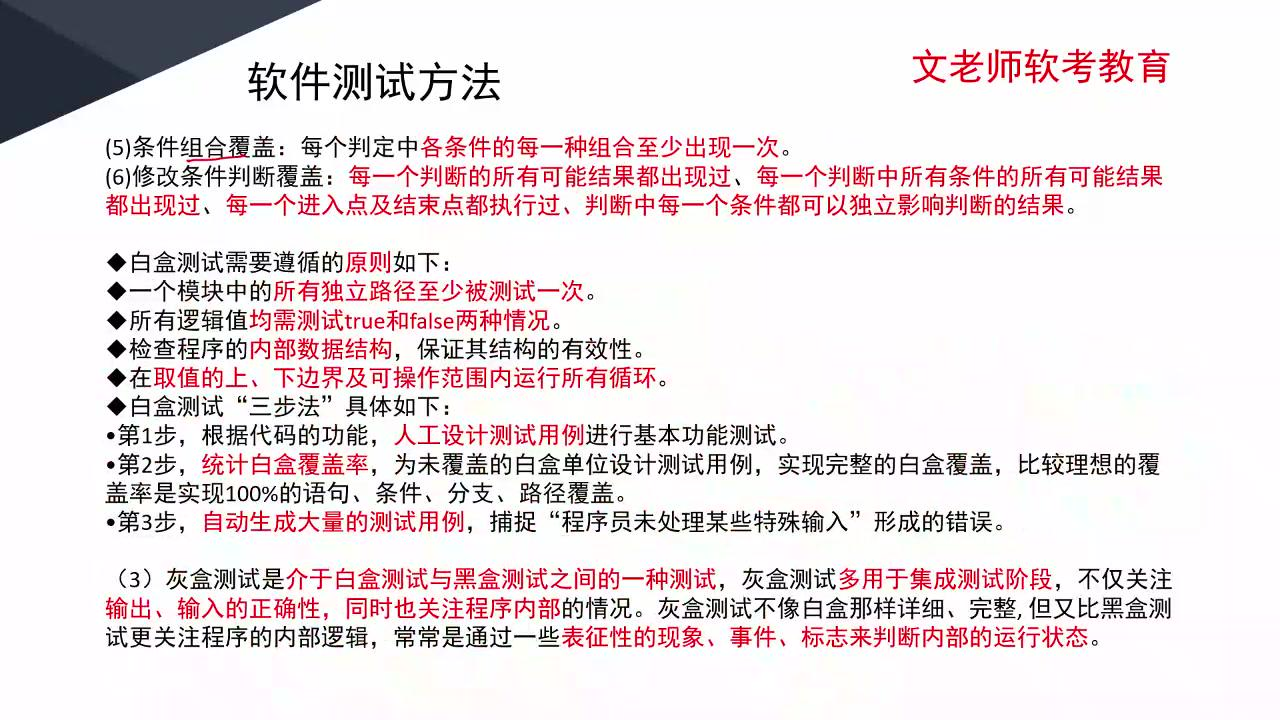 软件测试方法
文老师软考教育
(5)条件组合覆盖：每个判定中各条件的每一种组合至少出现一次。
(6)修改条件判断覆盖：每一个判断的所有可能结果都出现过、每一个判断中所有条件的所有可能结果
都出现过、每一个进入点及结束点都执行过、判断中每一个条件都可以独立影响判断的结果。
◆白盒测试需要遵循的原则如下：
◆一个模块中的所有独立路径至少被测试一次。
◆所有逻辑值均需测试true和false两种情况。
◆检查程序的内部数据结构，保证其结构的有效性。
◆在取值的上、下边界及可操作范围内运行所有循环。
◆白盒测试“三步法”具体如下：
•第1步，根据代码的功能，人工设计测试用例进行基本功能测试。
•第2步，统计白盒覆盖率，为未覆盖的白盒单位设计测试用例，实现完整的白盒覆盖，比较理想的覆
盖率是实现100%的语句、条件、分支、路径覆盖。
•第3步，自动生成大量的测试用例，捕捉“程序员未处理某些特殊输入”形成的错误。
（3）灰盒测试是介于白盒测试与黑盒测试之间的一种测试，灰盒测试多用于集成测试阶段，不仅关注
输出、输入的正确性，同时也关注程序内部的情况。灰盒测试不像白盒那样详细、完整, 但又比黑盒测
试更关注程序的内部逻辑，常常是通过一些表征性的现象、事件、标志来判断内部的运行状态。